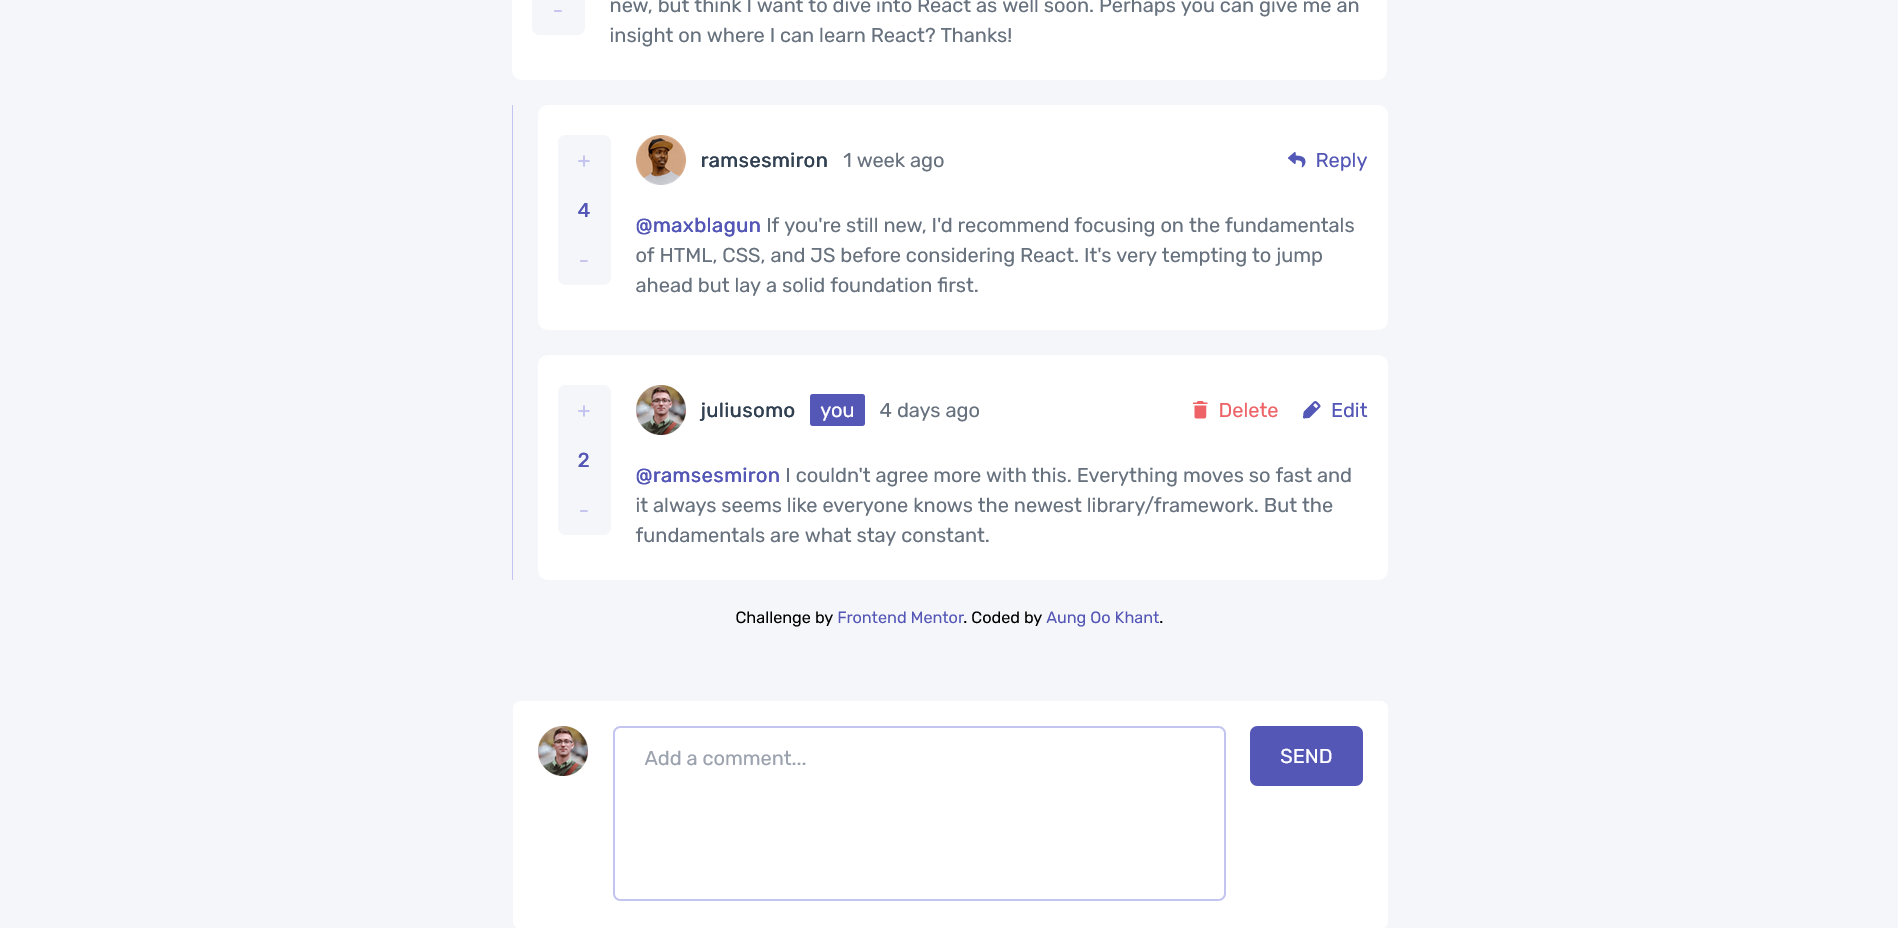 new, but think I want to dive into React as well soon. Perhaps you can give me an
-
insight on where I can learn React? Thanks!
+
ramsesmiron 1 week ago
Reply
4
-
@maxblagun If you're still new, I'd recommend focusing on the fundamentals
of HTML, CSS, and JS before considering React. It's very tempting to jump
ahead but lay a solid foundation first.
+
juliusomo you 4 days ago
Delete Edit
2
-
@ramsesmiron I couldn't agree more with this. Everything moves so fast and
it always seems like everyone knows the newest library/framework. But the
fundamentals are what stay constant.
Challenge by Frontend Mentor. Coded by Aung Oo Khant.
Add a comment...
SEND